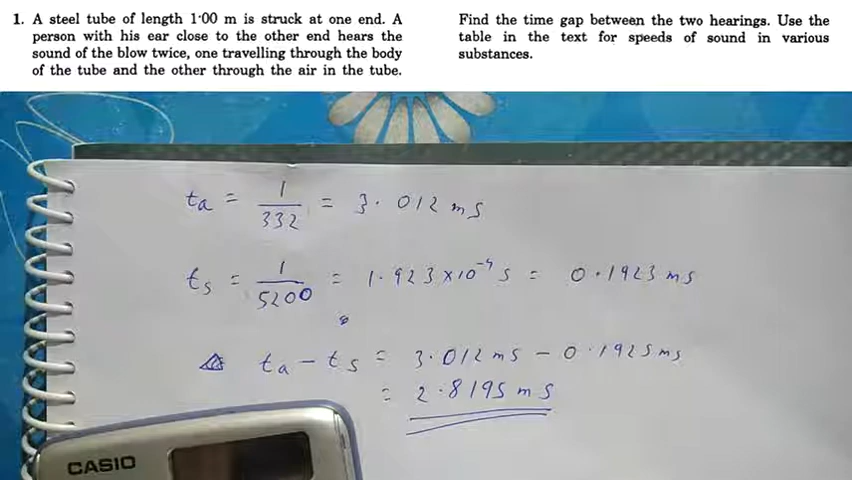 1. A steel tube of length 1·00 m is struck at one end. A
person with his ear close to the other end hears the
sound of the blow twice, one travelling through the body
of the tube and the other through the air in the tube.
Find the time gap between the two hearings. Use the
table in the text for speeds of sound in various
substances.
ta = 1/332 = 3.012 ms
ts = 1/5200 = 1.923×10⁻⁴ s = 0.1923 ms
ta – ts = 3.012 ms – 0.1925 ms
= 2.8195 ms
CASIO